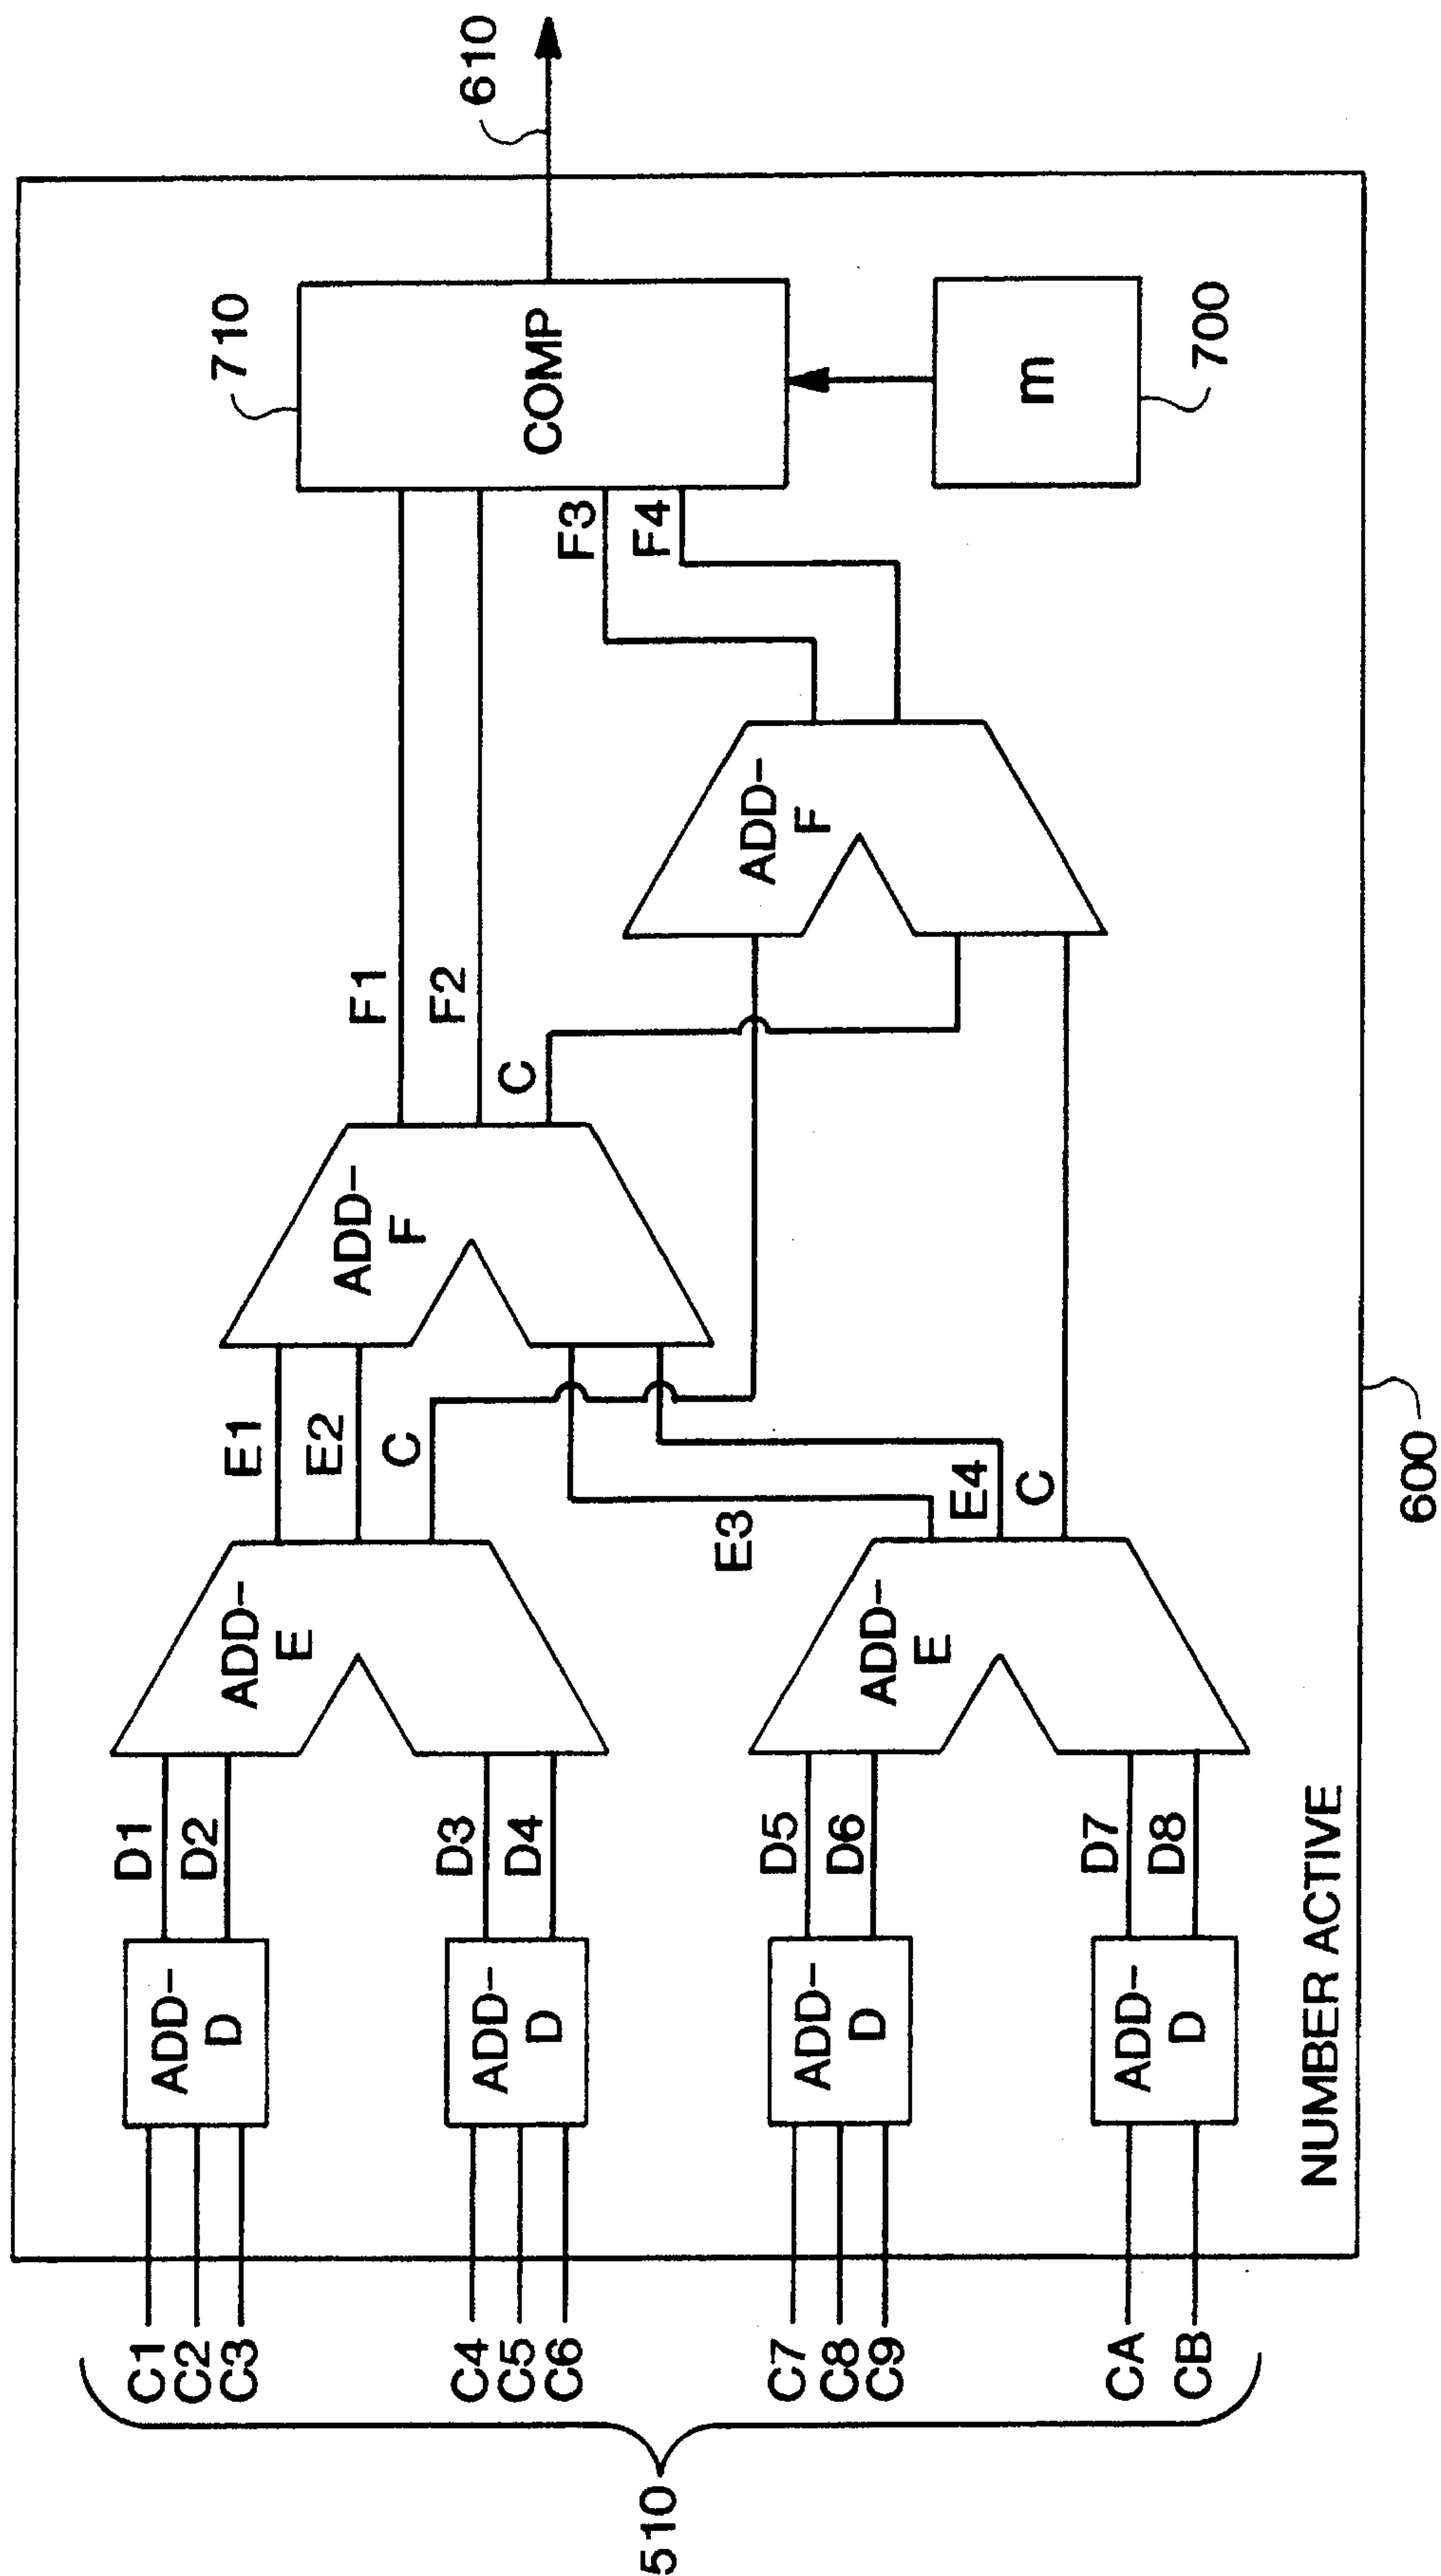 510
C1
C2
C3
C4
C5
C6
C7
C8
C9
CA
CB
ADD-
D
ADD-
D
ADD-
D
ADD-
D
D1
D2
D3
D4
D5
D6
D7
D8
ADD-
E
ADD-
E
E1
E2
C
E3
E4
C
ADD-
F
F1
F2
C
ADD-
F
F3
F4
710
COMP
m
700
610
NUMBER ACTIVE
600